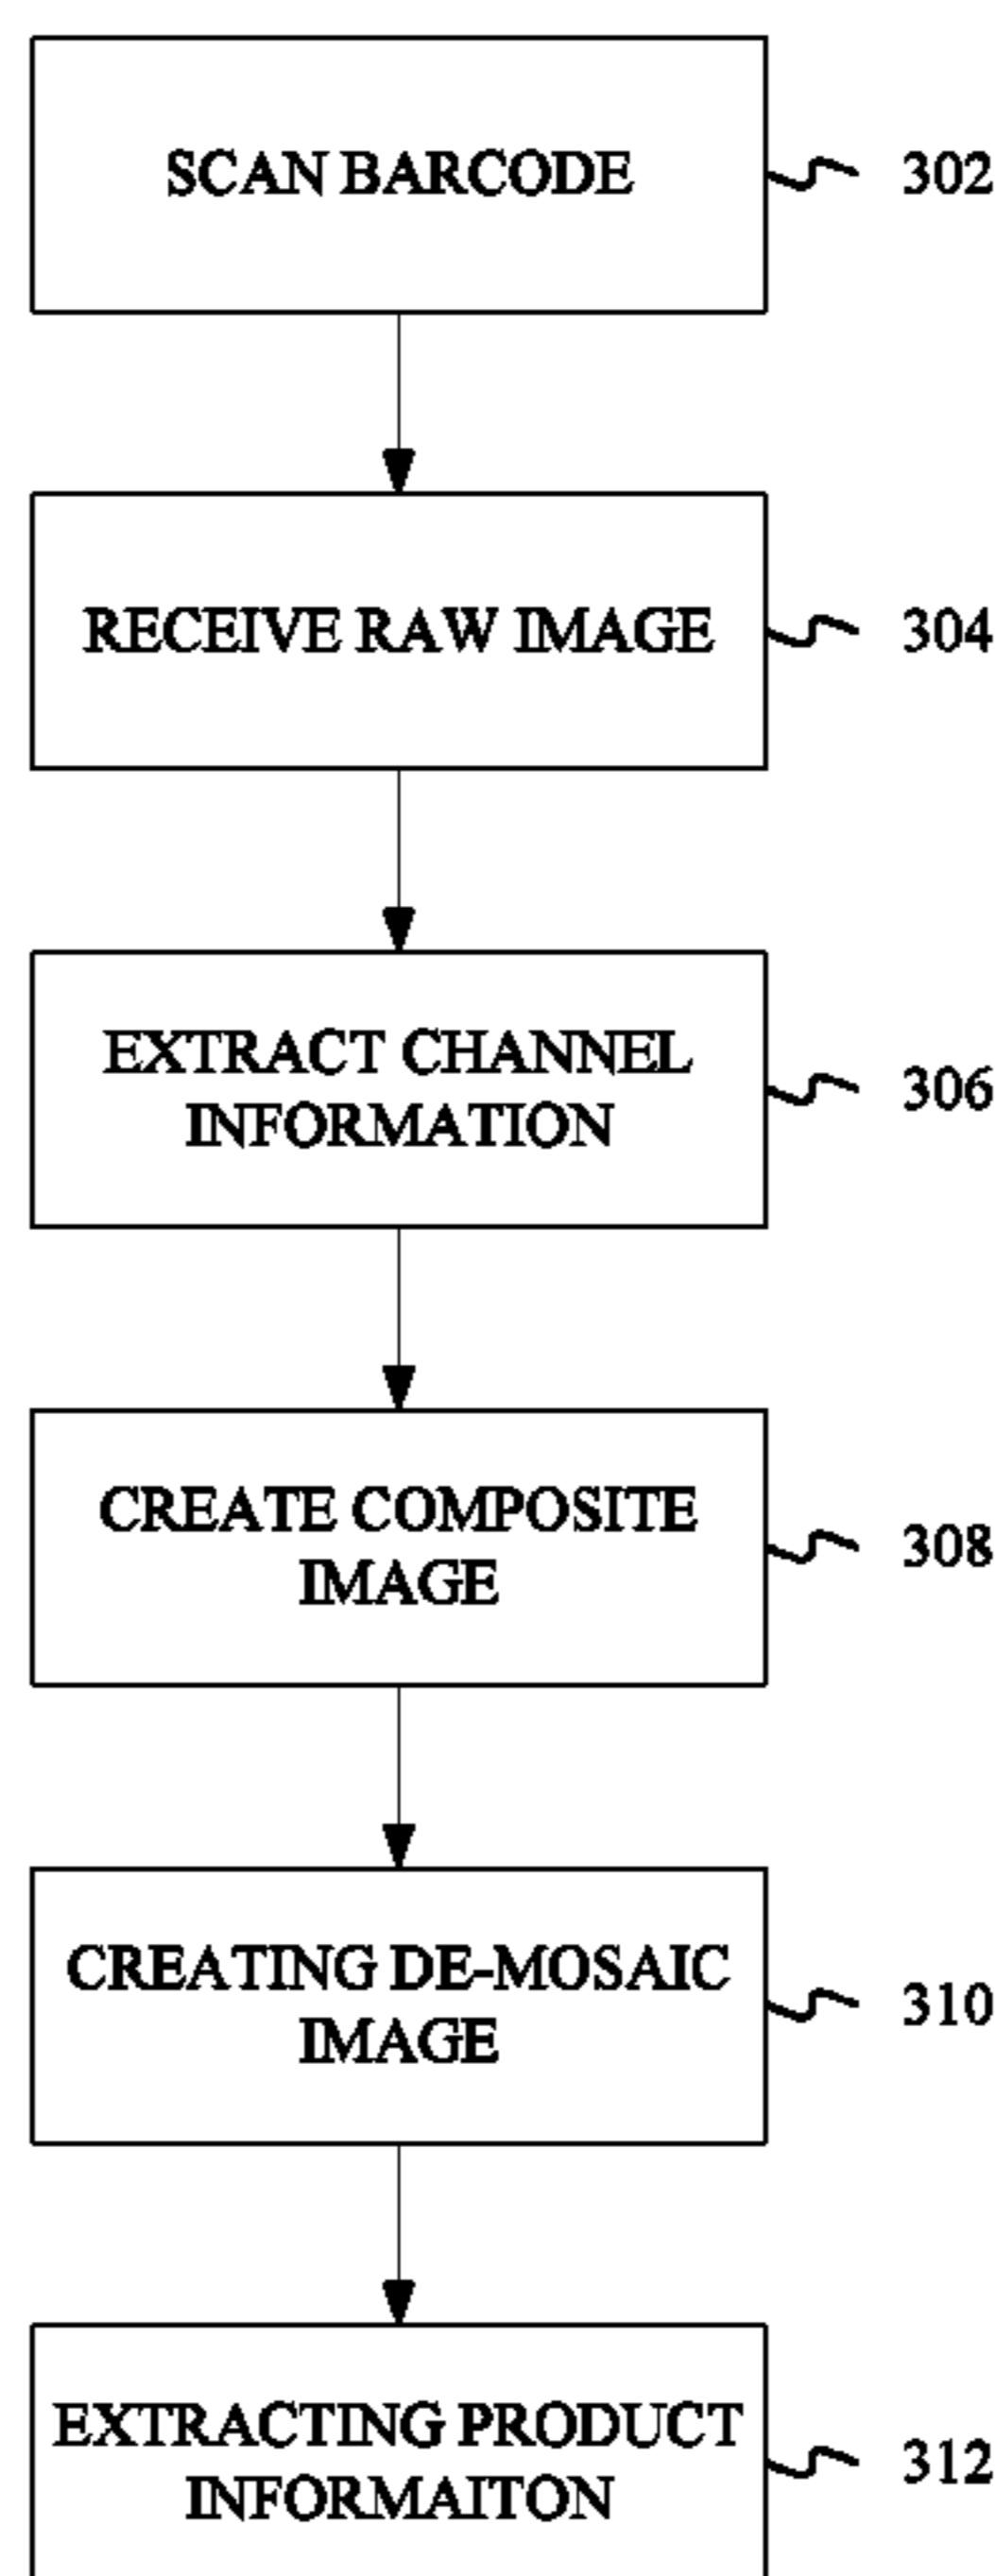 SCAN BARCODE
302
RECEIVE RAW IMAGE
304
EXTRACT CHANNEL
INFORMATION
306
CREATE COMPOSITE
IMAGE
308
CREATING DE-MOSAIC
IMAGE
310
EXTRACTING PRODUCT
INFORMAITON
312